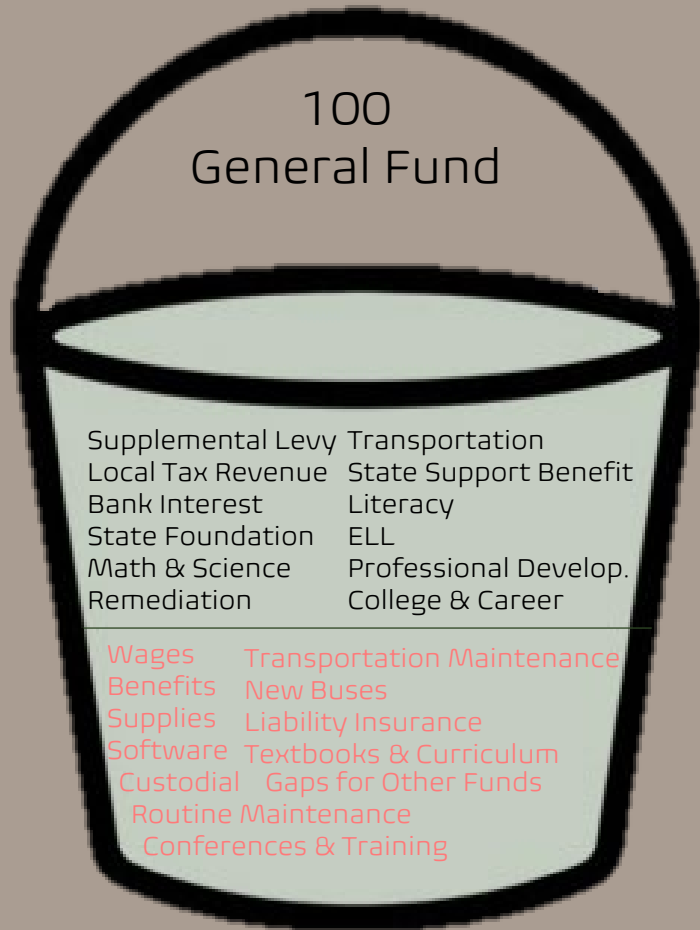 100
General Fund
Supplemental Levy
Local Tax Revenue
Bank Interest
State Foundation
Math & Science
Remediation
Transportation
State Support Benefit
Literacy
ELL
Professional Develop.
College & Career
Wages
Benefits
Supplies
Software
Transportation Maintenance
New Buses
Liability Insurance
Textbooks & Curriculum
Custodial
Gaps for Other Funds
Routine Maintenance
Conferences & Training